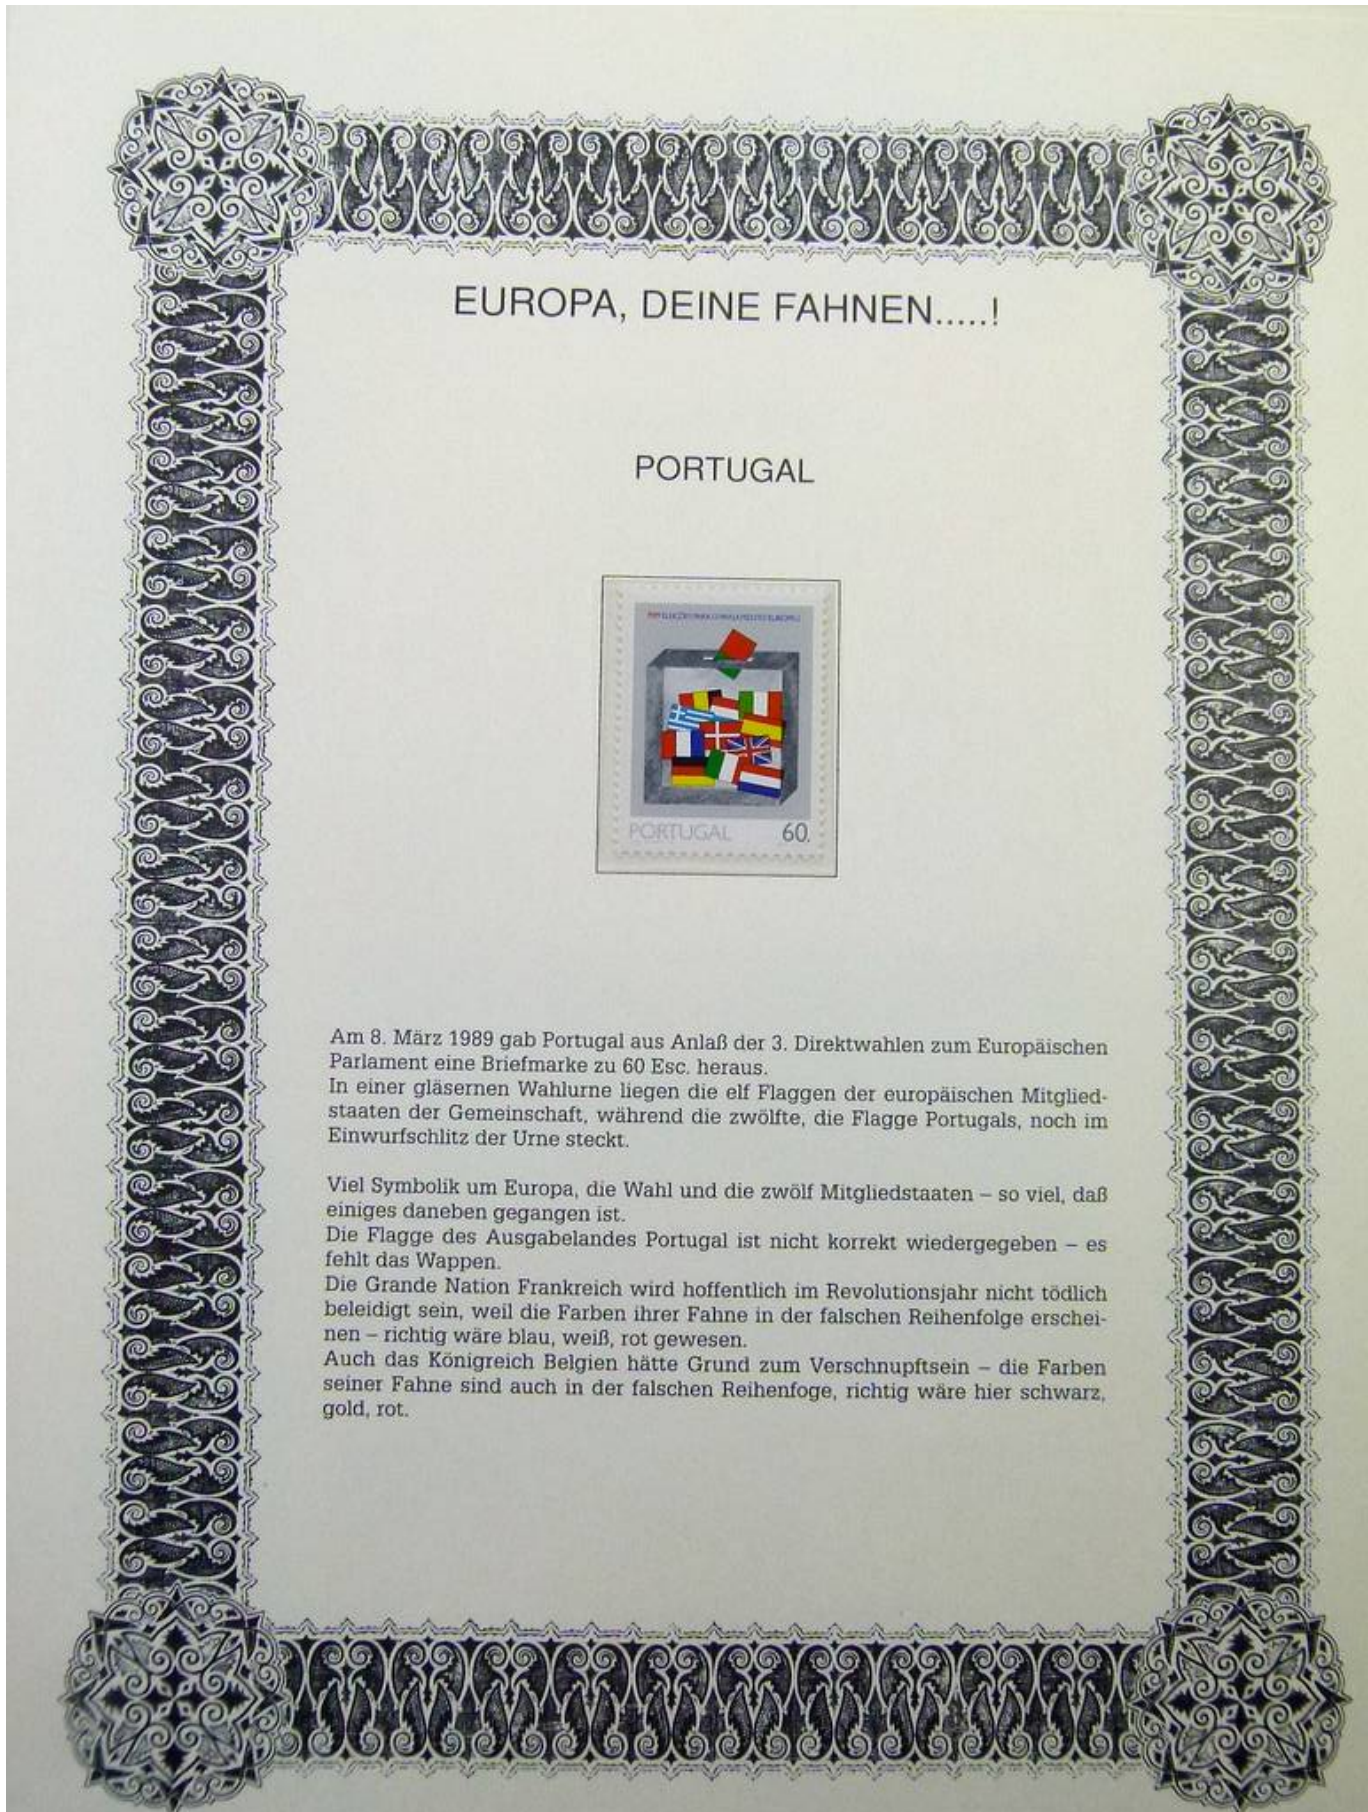 EUROPA, DEINE FAHNEN.....!
PORTUGAL
1989 ELEIÇÕES PARA O PARLAMENTO EUROPEU
PORTUGAL 60.
Am 8. März 1989 gab Portugal aus Anlaß der 3. Direktwahlen zum Europäischen
Parlament eine Briefmarke zu 60 Esc. heraus.
In einer gläsernen Wahlurne liegen die elf Flaggen der europäischen Mitglied-
staaten der Gemeinschaft, während die zwölfte, die Flagge Portugals, noch im
Einwurfschlitz der Urne steckt.
Viel Symbolik um Europa, die Wahl und die zwölf Mitgliedstaaten – so viel, daß
einiges daneben gegangen ist.
Die Flagge des Ausgabelandes Portugal ist nicht korrekt wiedergegeben – es
fehlt das Wappen.
Die Grande Nation Frankreich wird hoffentlich im Revolutionsjahr nicht tödlich
beleidigt sein, weil die Farben ihrer Fahne in der falschen Reihenfolge erschei-
nen – richtig wäre blau, weiß, rot gewesen.
Auch das Königreich Belgien hätte Grund zum Verschnupftsein – die Farben
seiner Fahne sind auch in der falschen Reihenfoge, richtig wäre hier schwarz,
gold, rot.